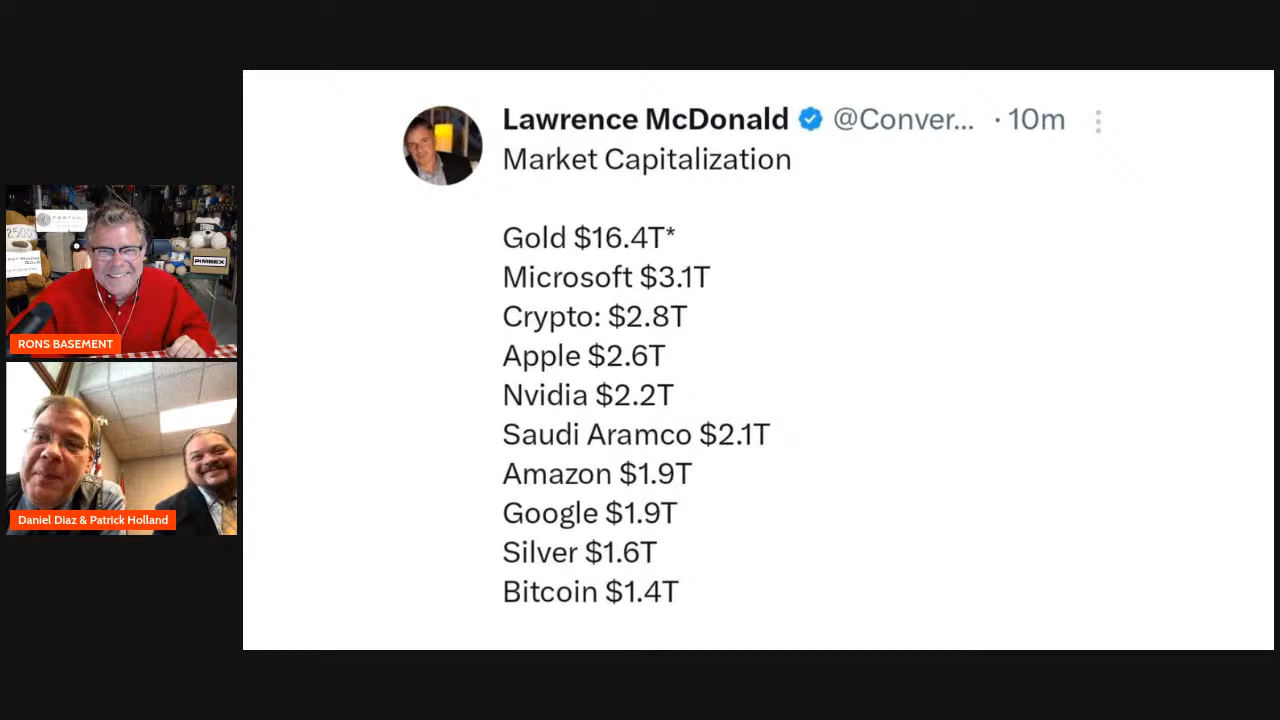 Lawrence McDonald @Conver... · 10m
Market Capitalization
Gold $16.4T*
Microsoft $3.1T
Crypto: $2.8T
Apple $2.6T
Nvidia $2.2T
Saudi Aramco $2.1T
Amazon $1.9T
Google $1.9T
Silver $1.6T
Bitcoin $1.4T
PIMBEX
RONS BASEMENT
Daniel Diaz & Patrick Holland